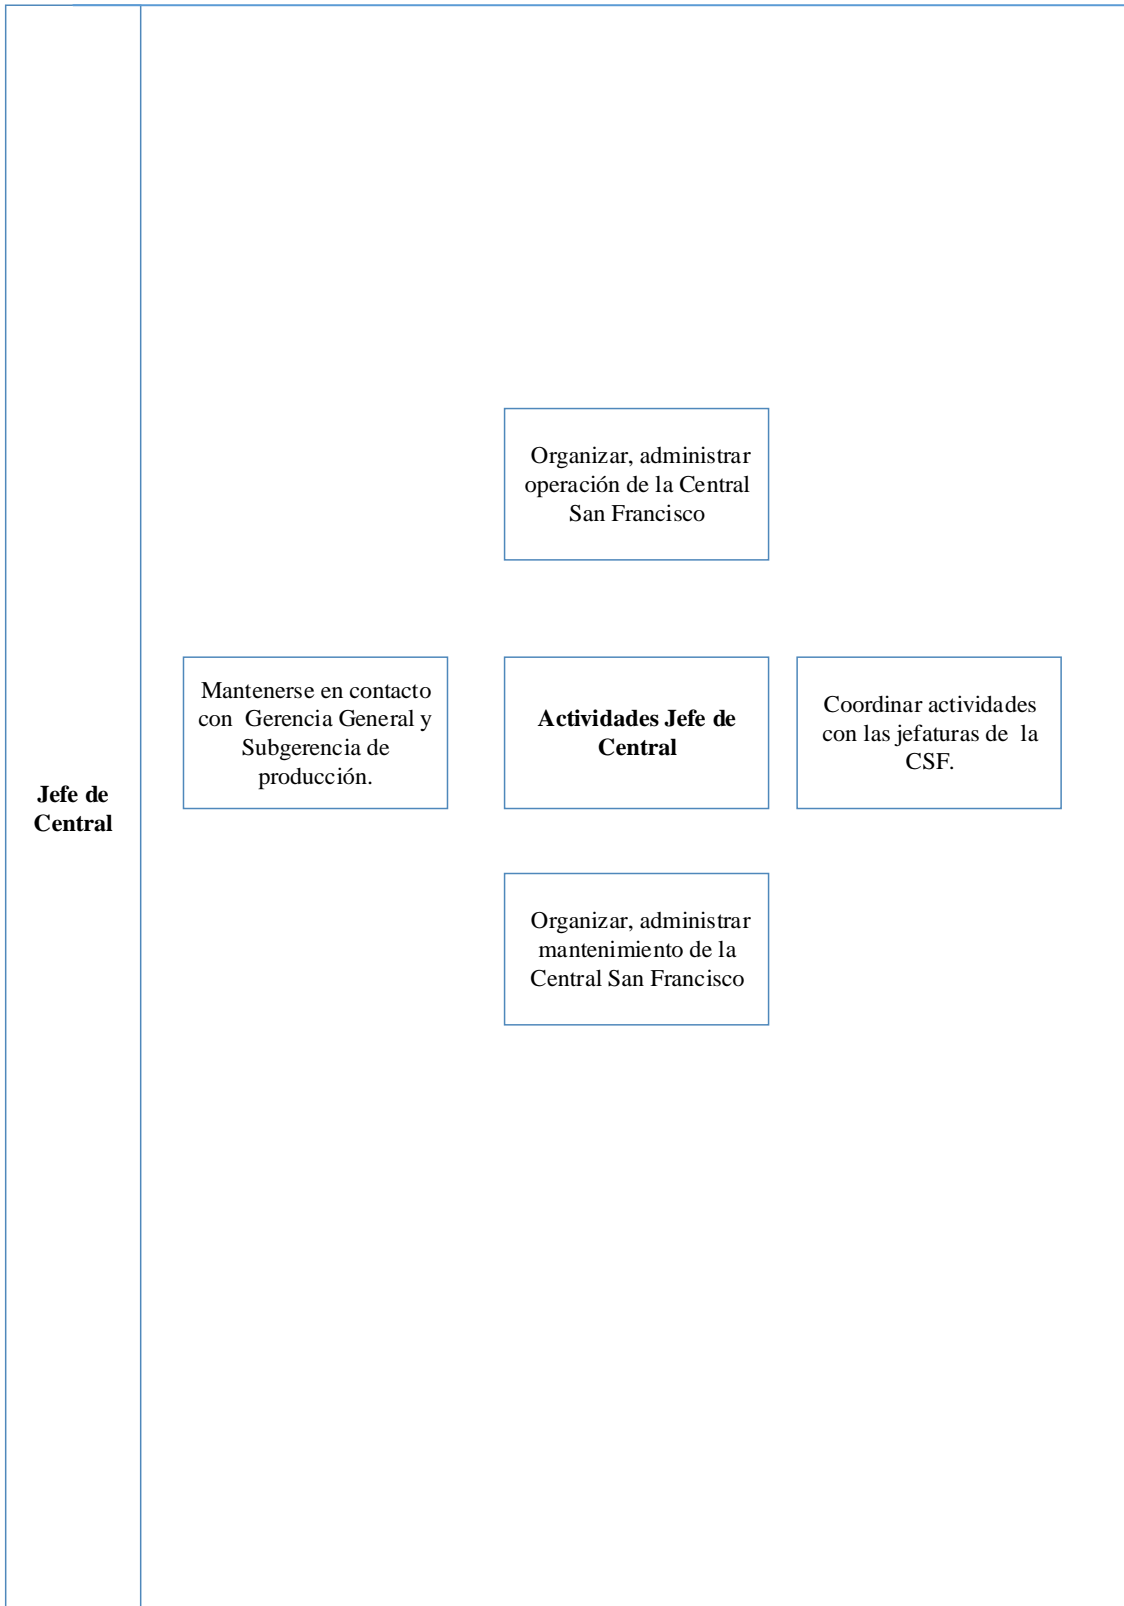 Organizar, administrar
operación de la Central
San Francisco
Mantenerse en contacto
con Gerencia General y
Subgerencia de
producción.
Actividades Jefe de
Central
Coordinar actividades
con las jefaturas de la
CSF.
Jefe de
Central
Organizar, administrar
mantenimiento de la
Central San Francisco